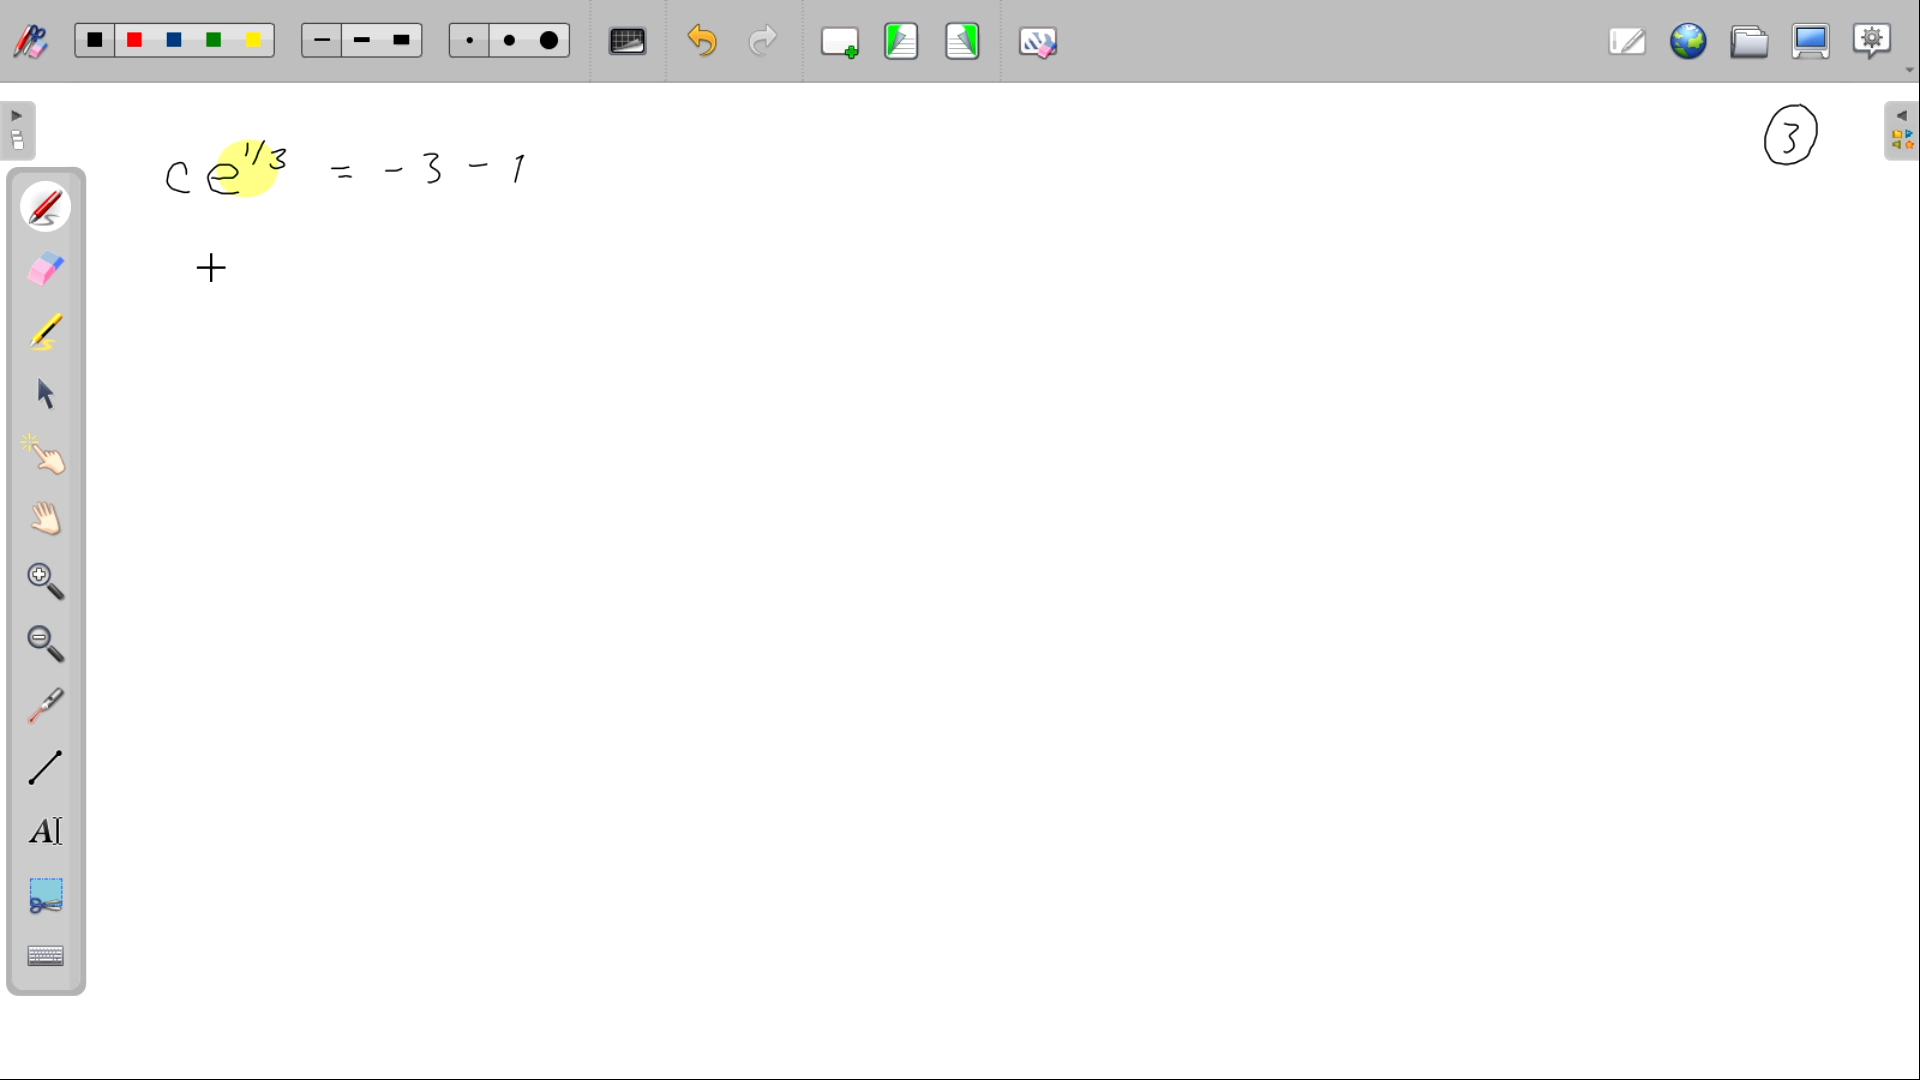 ③
c e^1/3 = - 3 - 1